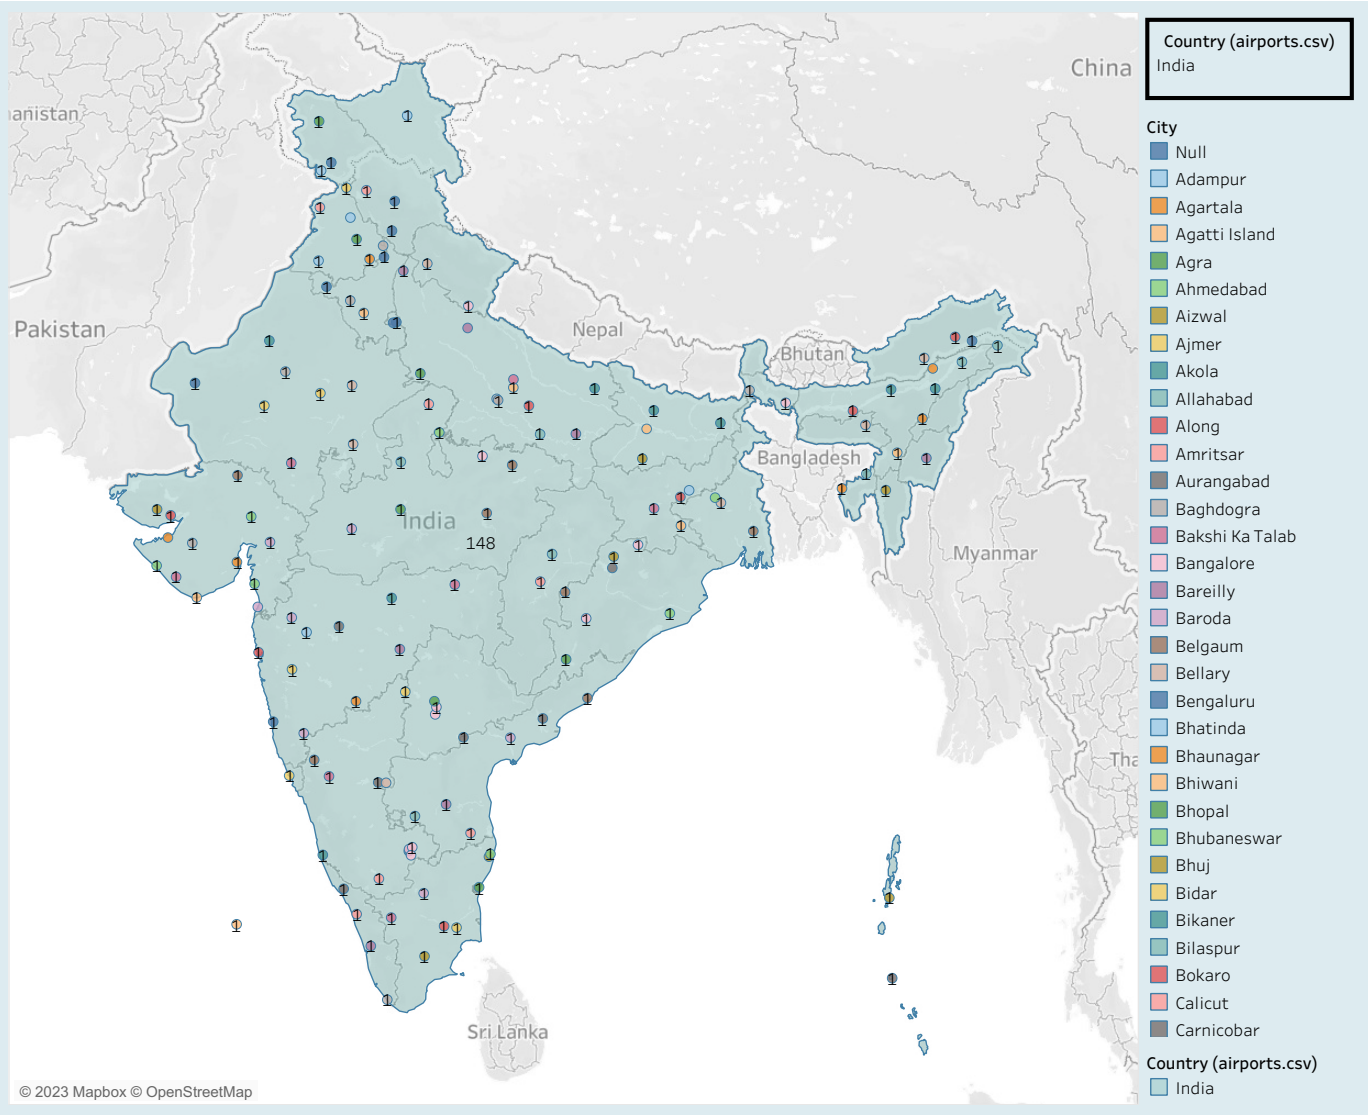 China
anistan
Pakistan
Nepal
Bhutan
Bangladesh
India
148
Myanmar
Tha
Sri Lanka
© 2023 Mapbox © OpenStreetMap
Country (airports.csv)
India
City
Null
Adampur
Agartala
Agatti Island
Agra
Ahmedabad
Aizwal
Ajmer
Akola
Allahabad
Along
Amritsar
Aurangabad
Baghdogra
Bakshi Ka Talab
Bangalore
Bareilly
Baroda
Belgaum
Bellary
Bengaluru
Bhatinda
Bhaunagar
Bhiwani
Bhopal
Bhubaneswar
Bhuj
Bidar
Bikaner
Bilaspur
Bokaro
Calicut
Carnicobar
Country (airports.csv)
India